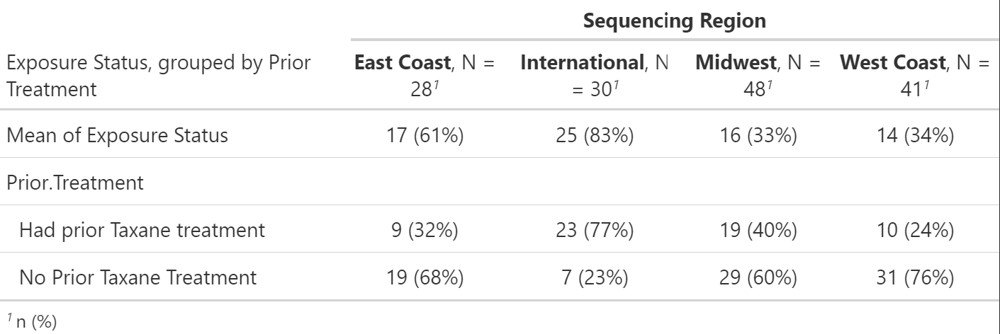 Sequencing Region
Exposure Status, grouped by Prior Treatment
East Coast, N = 28¹
International, N = 30¹
Midwest, N = 48¹
West Coast, N = 41¹
Mean of Exposure Status 17 (61%) 25 (83%) 16 (33%) 14 (34%)
Prior.Treatment
Had prior Taxane treatment 9 (32%) 23 (77%) 19 (40%) 10 (24%)
No Prior Taxane Treatment 19 (68%) 7 (23%) 29 (60%) 31 (76%)
¹ n (%)